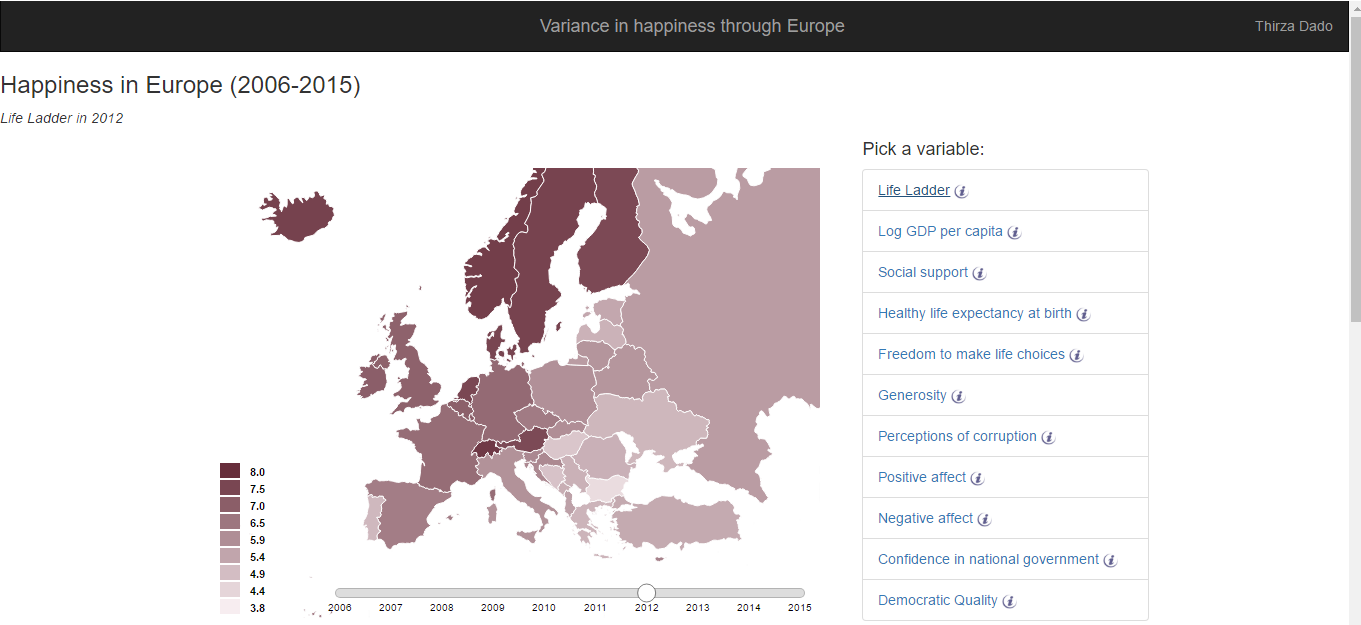 Variance in happiness through Europe
Thirza Dado
Happiness in Europe (2006-2015)
Life Ladder in 2012
Pick a variable:
Life Ladder
Log GDP per capita
Social support
Healthy life expectancy at birth
Freedom to make life choices
Generosity
Perceptions of corruption
Positive affect
Negative affect
Confidence in national government
Democratic Quality
8.0
7.5
7.0
6.5
5.9
5.4
4.9
4.4
3.8
2006 2007 2008 2009 2010 2011 2012 2013 2014 2015